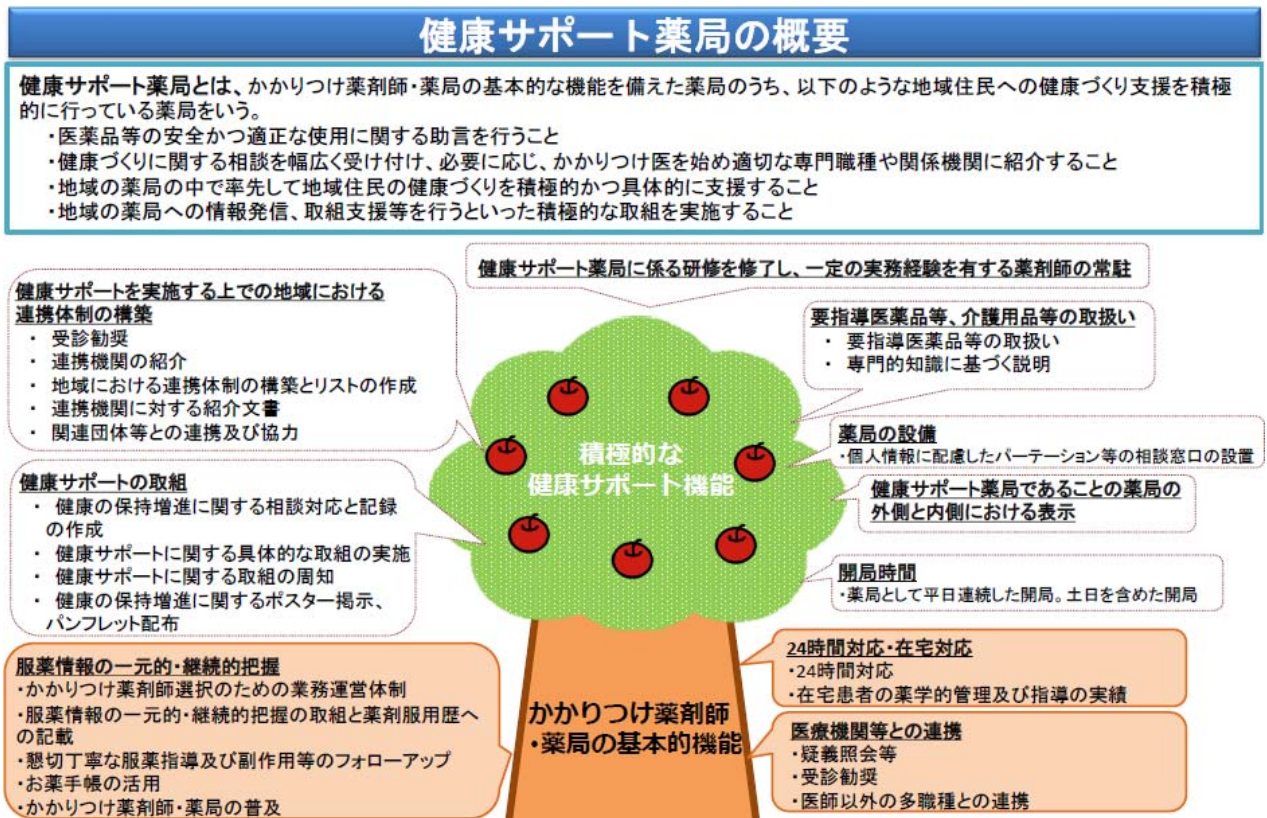 健康サポート薬局の概要
健康サポート薬局とは、かかりつけ薬剤師・薬局の基本的な機能を備えた薬局のうち、以下のような地域住民への健康づくり支援を積極
的に行っている薬局をいう。
・医薬品等の安全かつ適正な使用に関する助言を行うこと
・健康づくりに関する相談を幅広く受け付け、必要に応じ、かかりつけ医を始め適切な専門職種や関係機関に紹介すること
・地域の薬局の中で率先して地域住民の健康づくりを積極的かつ具体的に支援すること
・地域の薬局への情報発信、取組支援等を行うといった積極的な取組を実施すること
健康サポート薬局に係る研修を修了し、一定の実務経験を有する薬剤師の常駐
健康サポートを実施する上での地域における
連携体制の構築
・ 受診勧奨
・ 連携機関の紹介
・ 地域における連携体制の構築とリストの作成
・ 連携機関に対する紹介文書
・ 関連団体等との連携及び協力
要指導医薬品等、介護用品等の取扱い
・ 要指導医薬品等の取扱い
・ 専門的知識に基づく説明
薬局の設備
・個人情報に配慮したパーテーション等の相談窓口の設置
積極的な
健康サポート機能
健康サポートの取組
・ 健康の保持増進に関する相談対応と記録
の作成
・ 健康サポートに関する具体的な取組の実施
・ 健康サポートに関する取組の周知
・ 健康の保持増進に関するポスター掲示、
パンフレット配布
健康サポート薬局であることの薬局の
外側と内側における表示
開局時間
・薬局として平日連続した開局。土日を含めた開局
服薬情報の一元的・継続的把握
・かかりつけ薬剤師選択のための業務運営体制
・服薬情報の一元的・継続的把握の取組と薬剤服用歴へ
の記載
・懇切丁寧な服薬指導及び副作用等のフォローアップ
・お薬手帳の活用
・かかりつけ薬剤師・薬局の普及
かかりつけ薬剤師
・薬局の基本的機能
24時間対応・在宅対応
・24時間対応
・在宅患者の薬学的管理及び指導の実績
医療機関等との連携
・疑義照会等
・受診勧奨
・医師以外の多職種との連携